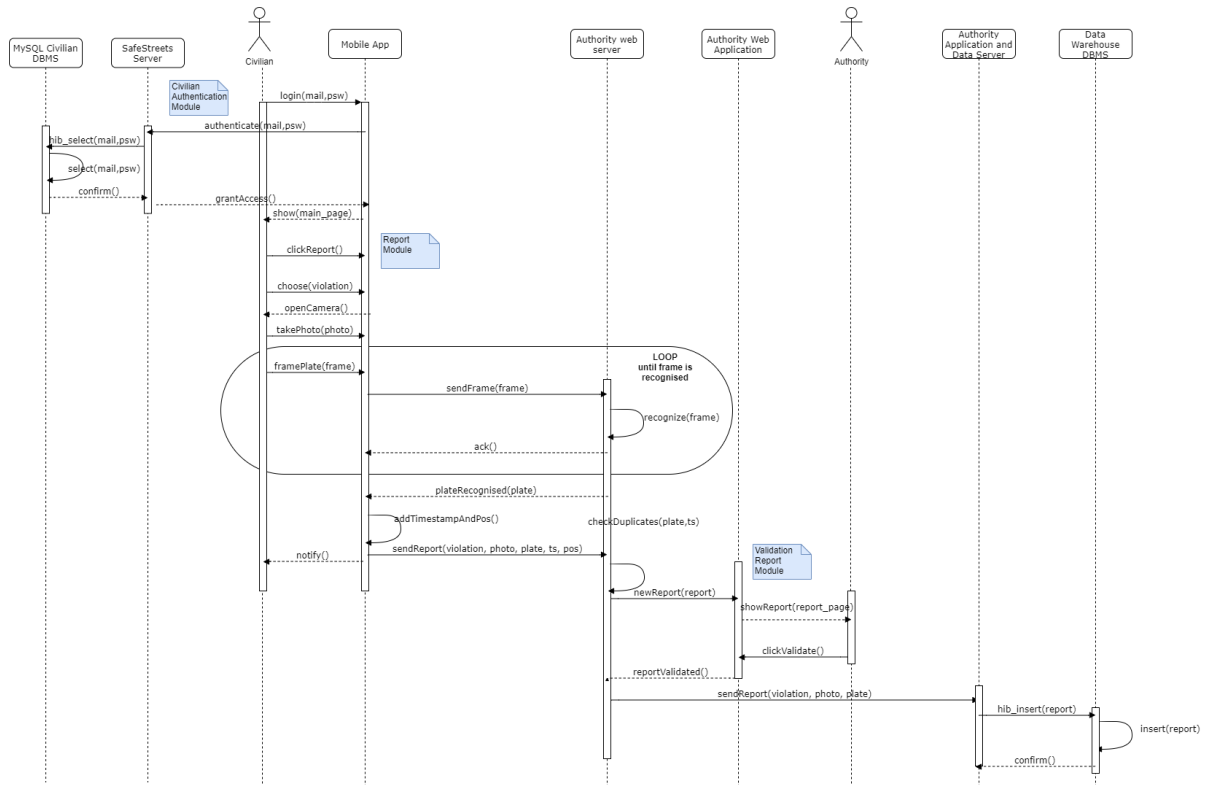 MySQL Civilian
DBMS
SafeStreets
Server
Civilian
Mobile App
Authority web
server
Authority Web
Application
Authority
Authority
Application and
Data Server
Data
Warehouse
DBMS
Civilian
Authentication
Module
login(mail,psw)
authenticate(mail,psw)
hib_select(mail,psw)
select(mail,psw)
confirm()
grantAccess()
show(main_page)
Report
Module
clickReport()
choose(violation)
openCamera()
takePhoto(photo)
LOOP
until frame is
recognised
framePlate(frame)
sendFrame(frame)
recognize(frame)
ack()
plateRecognised(plate)
addTimestampAndPos()
checkDuplicates(plate,ts)
sendReport(violation, photo, plate, ts, pos)
notify()
Validation
Report
Module
newReport(report)
showReport(report_page)
clickValidate()
reportValidated()
sendReport(violation, photo, plate)
hib_insert(report)
insert(report)
confirm()